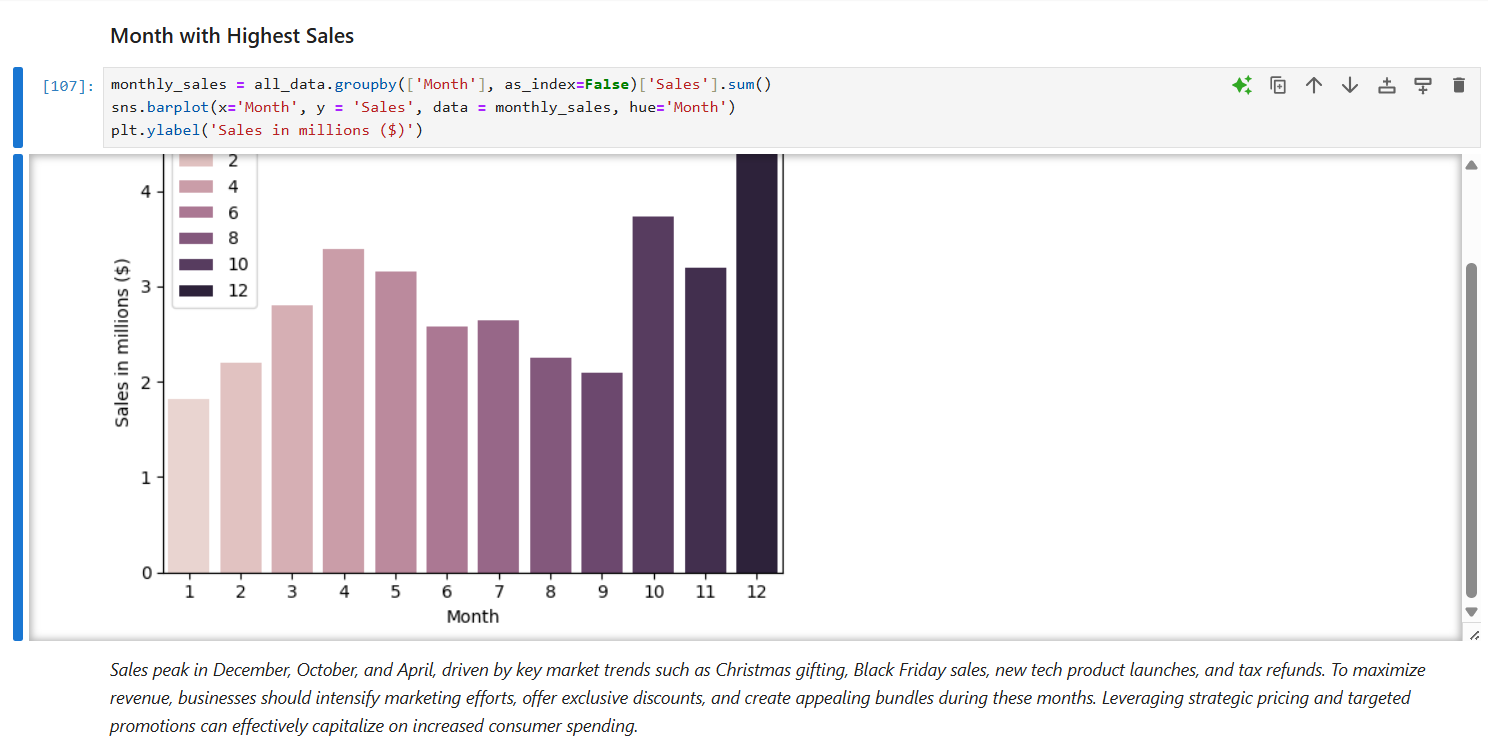 Month with Highest Sales
[107]:
monthly_sales = all_data.groupby(['Month'], as_index=False)['Sales'].sum()
sns.barplot(x='Month', y = 'Sales', data = monthly_sales, hue='Month')
plt.ylabel('Sales in millions ($)')
2
4
6
8
10
12
4
3
2
1
0
Sales in millions ($)
1 2 3 4 5 6 7 8 9 10 11 12
Month
Sales peak in December, October, and April, driven by key market trends such as Christmas gifting, Black Friday sales, new tech product launches, and tax refunds. To maximize
revenue, businesses should intensify marketing efforts, offer exclusive discounts, and create appealing bundles during these months. Leveraging strategic pricing and targeted
promotions can effectively capitalize on increased consumer spending.